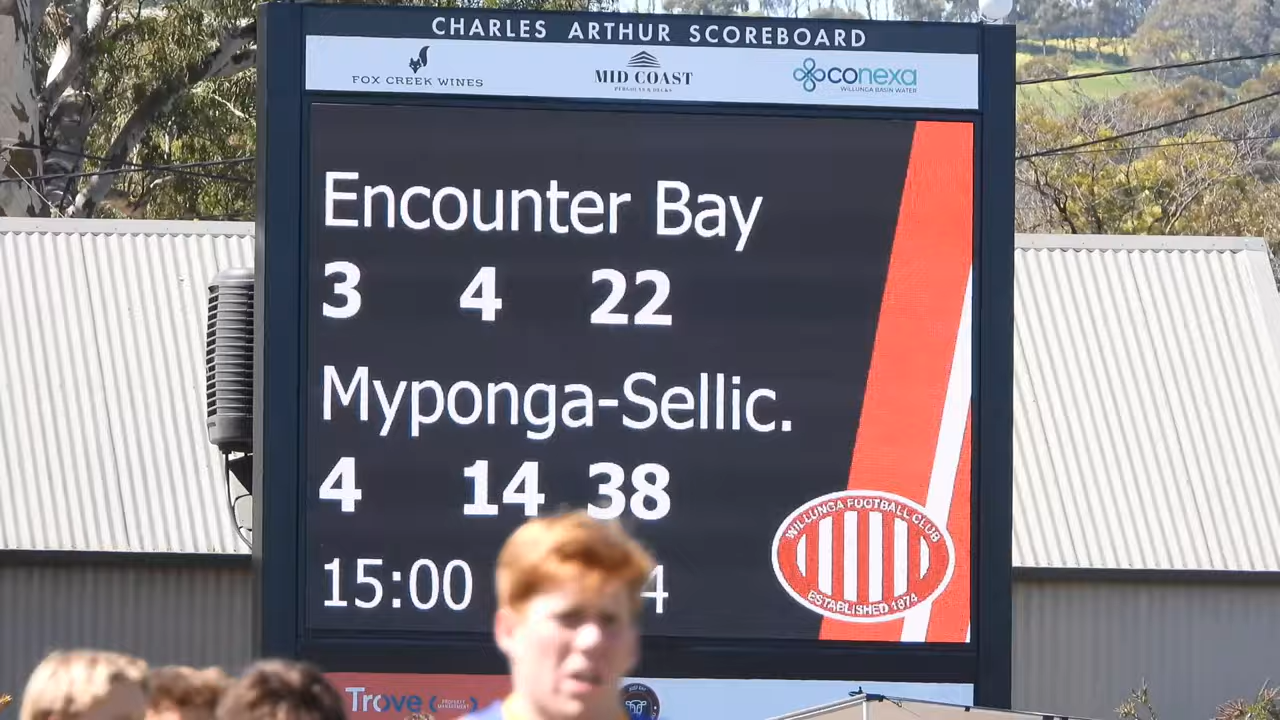 CHARLES ARTHUR SCOREBOARD
FOX CREEK WINES
MID COAST
conexa
WILLUNGA BASIN WATER
Encounter Bay
3 4 22
Myponga-Sellic.
4 14 38
15:00 4
WILLUNGA FOOTBALL CLUB
ESTABLISHED 1874
Trove